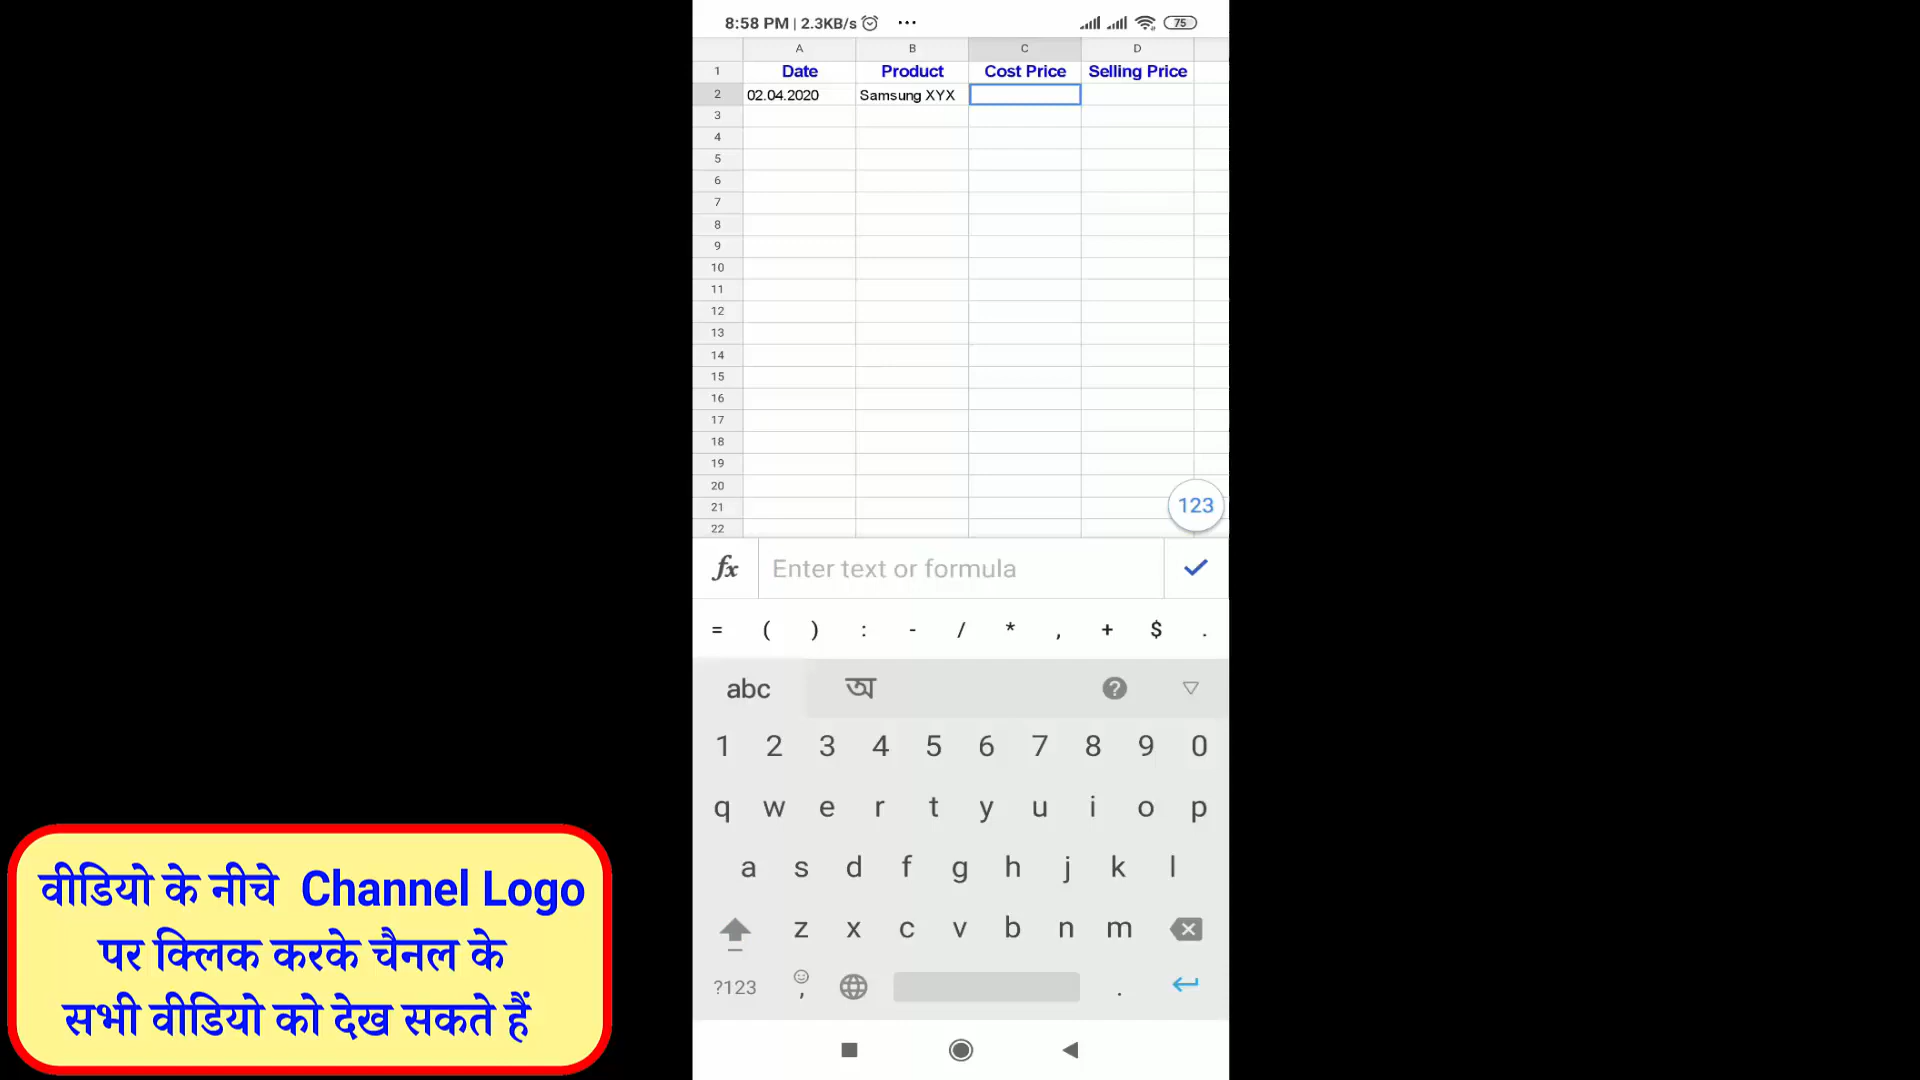 8:58 PM | 2.3KB/s ... 75
A B C D
1 Date Product Cost Price Selling Price
2 02.04.2020 Samsung XYX
3
4
5
6
7
8
9
10
11
12
13
14
15
16
17
18
19
20
21 123
22
fx Enter text or formula
= ( ) : - / * , + $ .
abc অ ?
1 2 3 4 5 6 7 8 9 0
q w e r t y u i o p
a s d f g h j k l
z x c v b n m
?123 , .
वीडियो के नीचे Channel Logo
पर क्लिक करके चैनल के
सभी वीडियो को देख सकते हैं